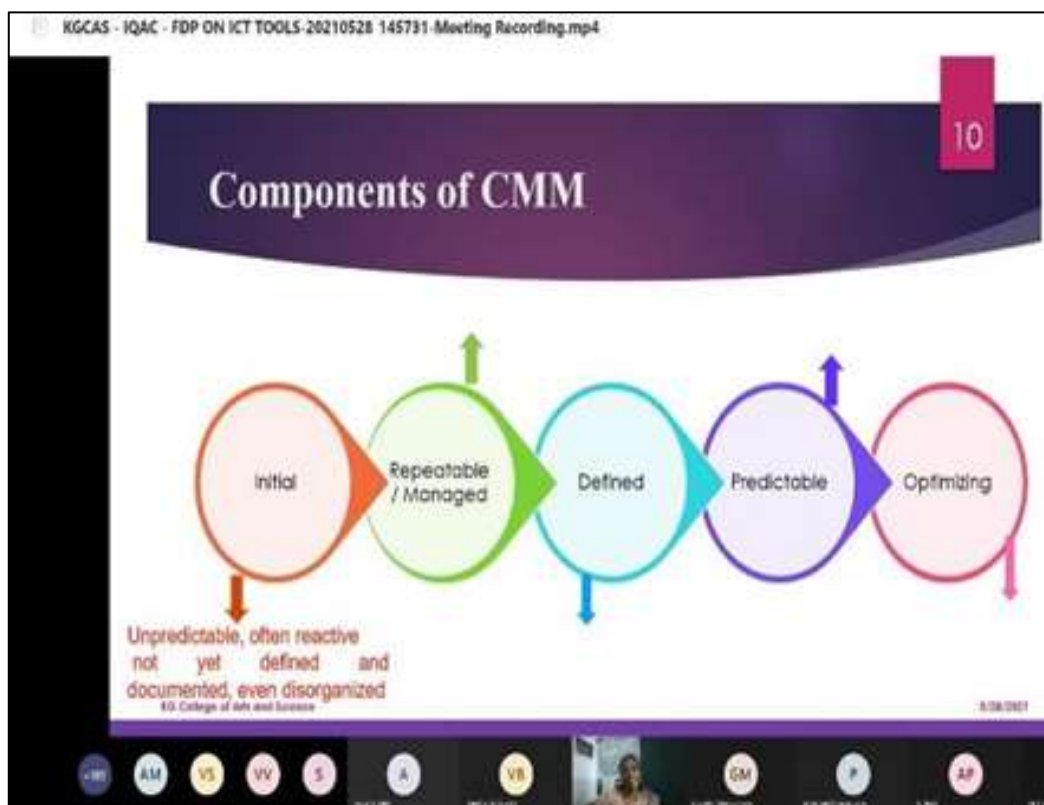 KGCAS - IQAC - FDP ON ICT TOOLS-20210528 145731-Meeting Recording.mp4
10
Components of CMM
Initial
Repeatable
/ Managed
Defined
Predictable
Optimizing
Unpredictable, often reactive
not yet defined and
documented, even disorganized
KG College of Arts and Science
AM
VS
VV
S
A
VB
GM
P
AP